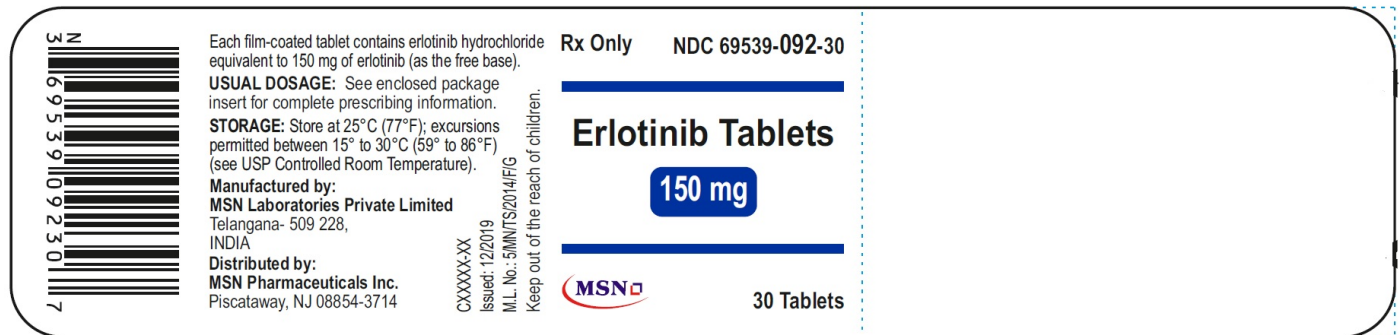 N
3 69539 09230 7
Each film-coated tablet contains erlotinib hydrochloride
equivalent to 150 mg of erlotinib (as the free base).
USUAL DOSAGE: See enclosed package
insert for complete prescribing information.
STORAGE: Store at 25°C (77°F); excursions
permitted between 15° to 30°C (59° to 86°F)
(see USP Controlled Room Temperature).
Manufactured by:
MSN Laboratories Private Limited
Telangana- 509 228,
INDIA
Distributed by:
MSN Pharmaceuticals Inc.
Piscataway, NJ 08854-3714
CXXXXX-XX
Issued: 12/2019
M.L. No.: 5/MN/TS/2014/F/G
Keep out of the reach of children.
Rx Only NDC 69539-092-30
Erlotinib Tablets
150 mg
MSN
30 Tablets